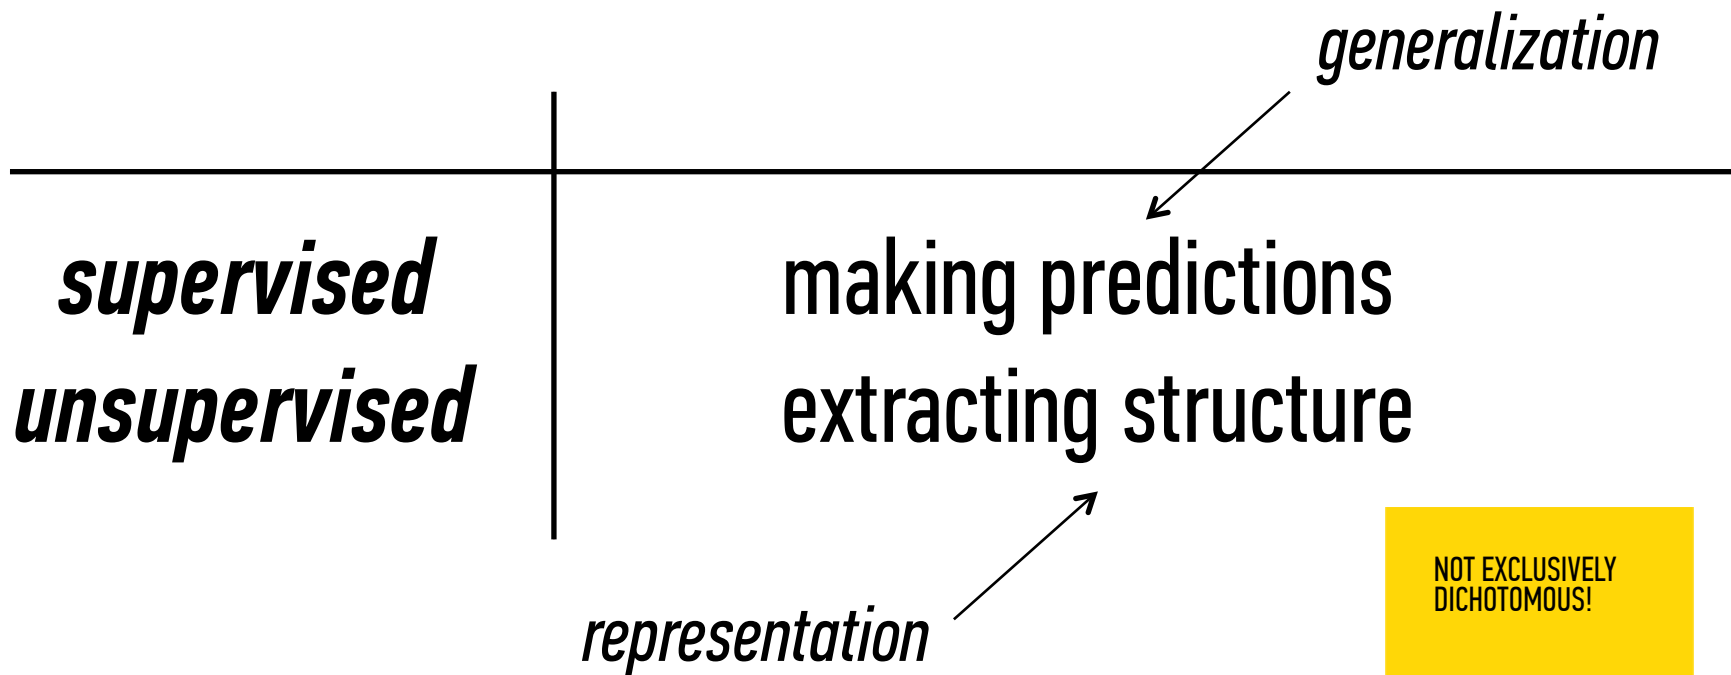 generalization
supervised
making predictions
unsupervised
extracting structure
representation
NOT EXCLUSIVELY
DICHOTOMOUS!